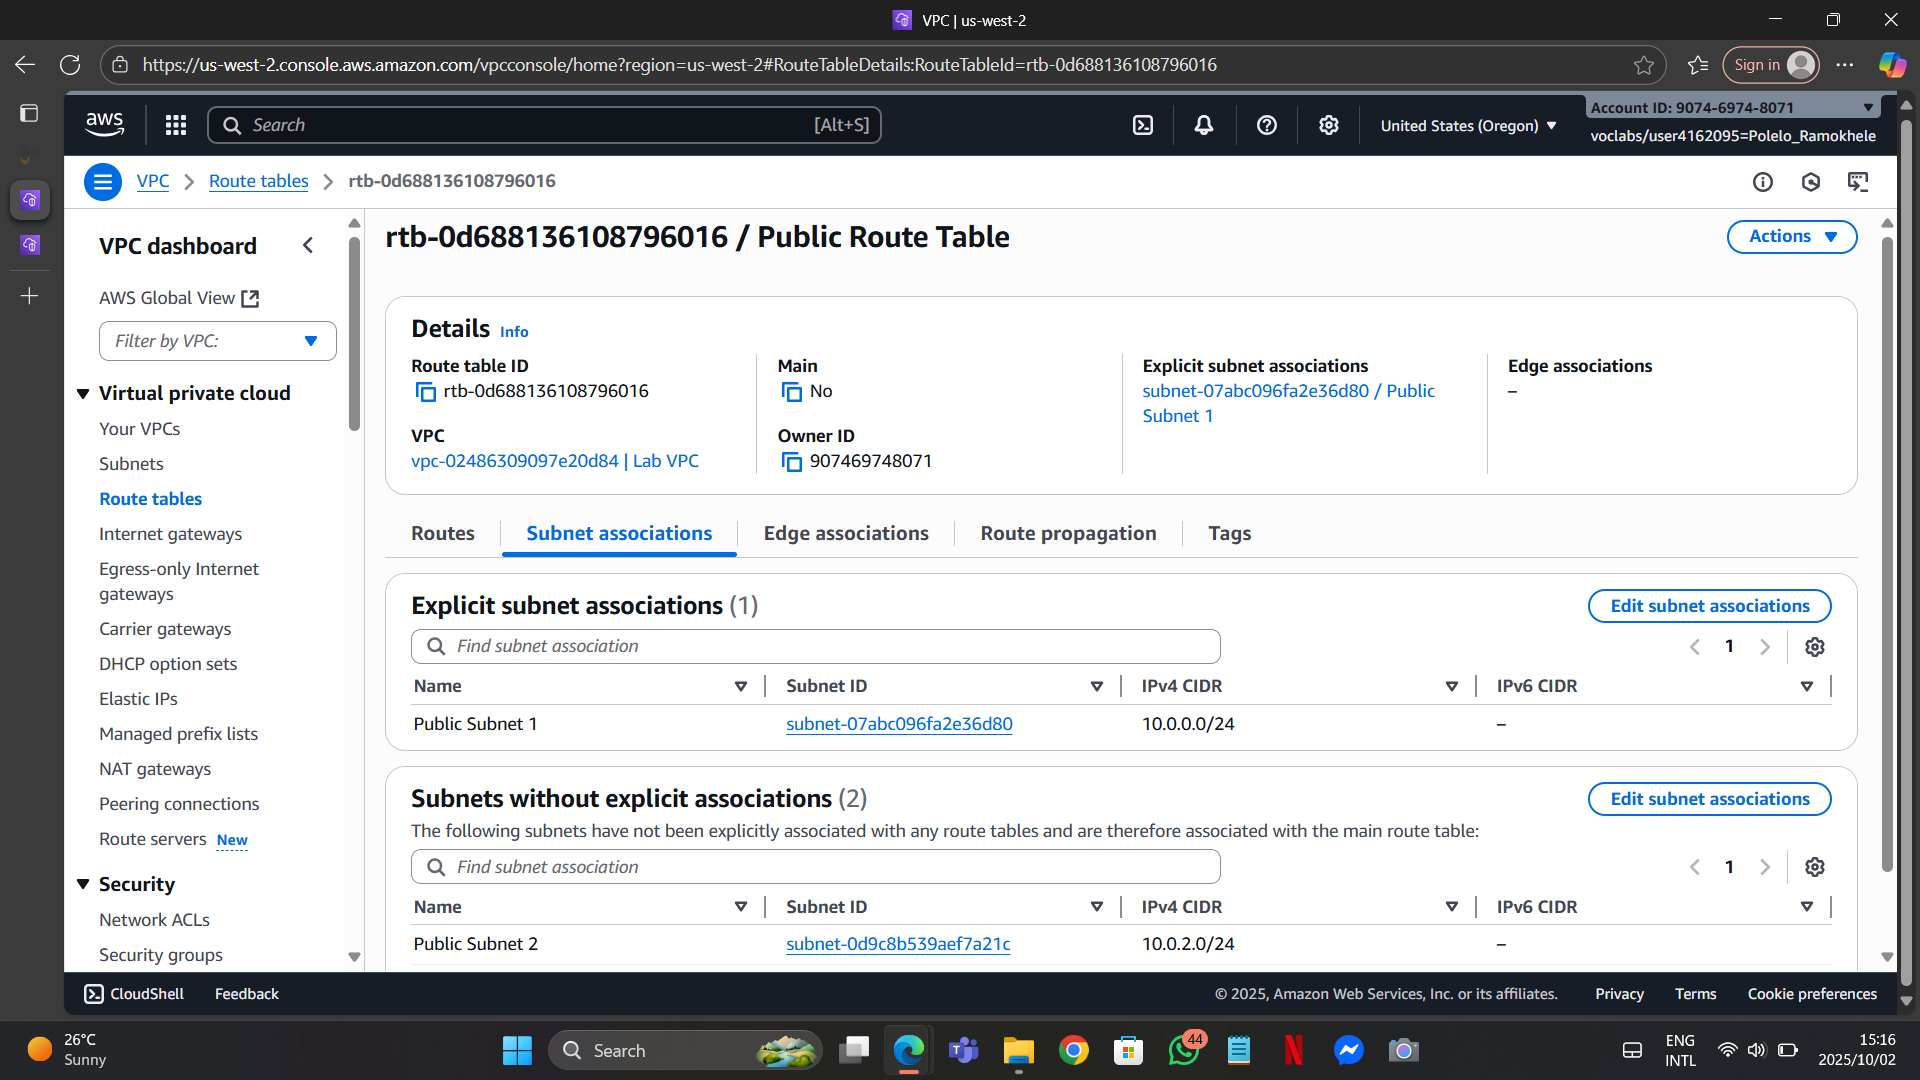 VPC | us-west-2
https://us-west-2.console.aws.amazon.com/vpcconsole/home?region=us-west-2#RouteTableDetails:RouteTableId=rtb-0d688136108796016
Sign in
aws
Search [Alt+S]
United States (Oregon)
Account ID: 9074-6974-8071
voclabs/user4162095=Polelo_Ramokhele
VPC > Route tables > rtb-0d688136108796016
VPC dashboard
AWS Global View
Filter by VPC:
Virtual private cloud
Your VPCs
Subnets
Route tables
Internet gateways
Egress-only Internet
gateways
Carrier gateways
DHCP option sets
Elastic IPs
Managed prefix lists
NAT gateways
Peering connections
Route servers New
Security
Network ACLs
Security groups
rtb-0d688136108796016 / Public Route Table
Actions
Details Info
Route table ID
rtb-0d688136108796016
Main
No
Explicit subnet associations
subnet-07abc096fa2e36d80 / Public
Subnet 1
Edge associations
–
VPC
vpc-02486309097e20d84 | Lab VPC
Owner ID
907469748071
Routes
Subnet associations
Edge associations
Route propagation
Tags
Explicit subnet associations (1)
Edit subnet associations
Find subnet association
1
Name Subnet ID IPv4 CIDR IPv6 CIDR
Public Subnet 1 subnet-07abc096fa2e36d80 10.0.0.0/24 –
Subnets without explicit associations (2)
Edit subnet associations
The following subnets have not been explicitly associated with any route tables and are therefore associated with the main route table:
Find subnet association
1
Name Subnet ID IPv4 CIDR IPv6 CIDR
Public Subnet 2 subnet-0d9c8b539aef7a21c 10.0.2.0/24 –
CloudShell Feedback © 2025, Amazon Web Services, Inc. or its affiliates. Privacy Terms Cookie preferences
26°C
Sunny
Search
44
ENG
INTL
15:16
2025/10/02